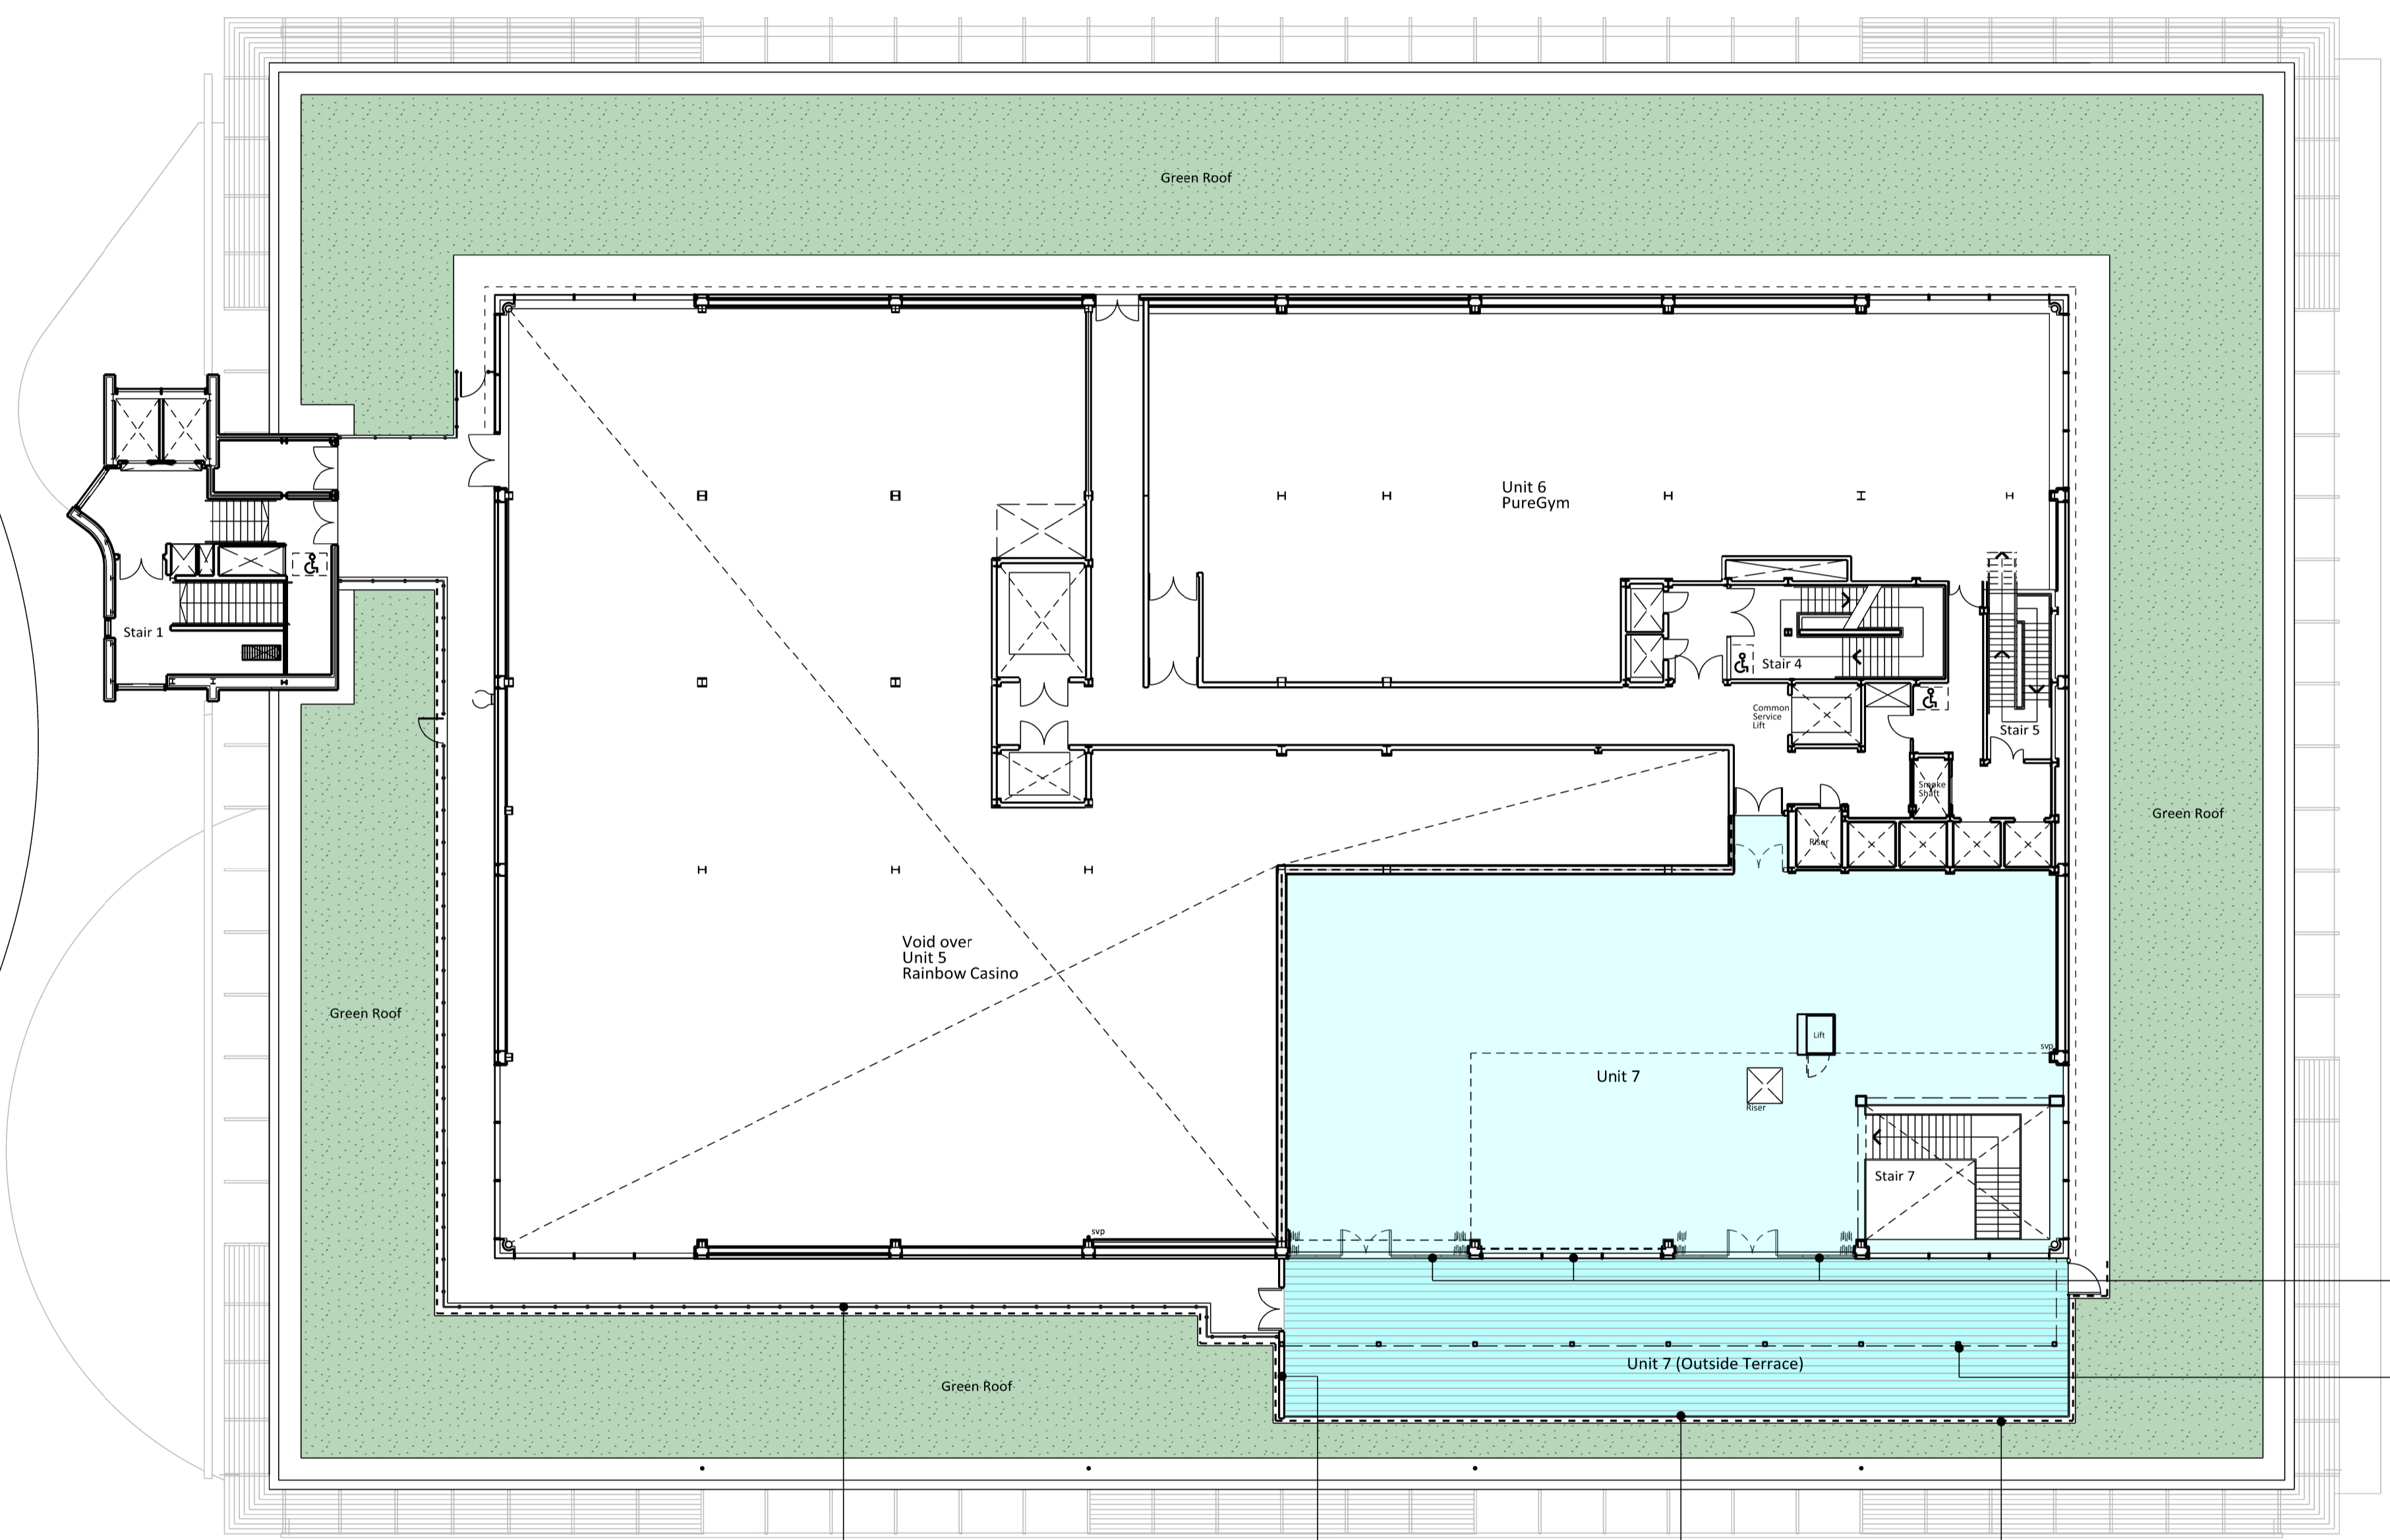 Green Roof
Unit 6
PureGym
Stair 1
Stair 4
Common
Service
Lift
Stair 5
Smoke
Shaft
Green Roof
Riser
Void over
Unit 5
Rainbow Casino
Green Roof
Lift
svp
Unit 7
Riser
Stair 7
svp
Unit 7 (Outside Terrace)
Green Roof